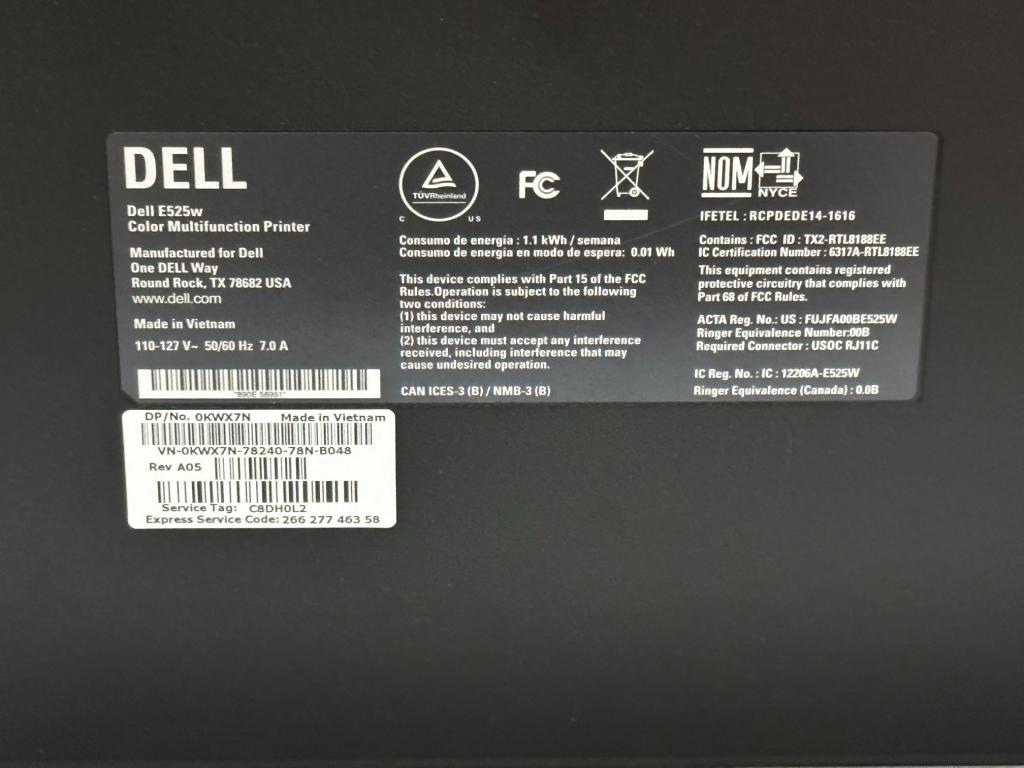 DELL
Dell E525w
Color Multifunction Printer
Manufactured for Dell
One DELL Way
Round Rock, TX 78682 USA
www.dell.com
Made in Vietnam
110-127 V~ 50/60 Hz 7.0 A
*890E 58951*
TÜVRheinland
C US
FC
Consumo de energía : 1.1 kWh / semana
Consumo de energía en modo de espera: 0.01 Wh
This device complies with Part 15 of the FCC
Rules.Operation is subject to the following
two conditions:
(1) this device may not cause harmful
interference, and
(2) this device must accept any interference
received, including interference that may
cause undesired operation.
CAN ICES-3 (B) / NMB-3 (B)
NOM
NYCE
IFETEL : RCPDEDE14-1616
Contains : FCC ID : TX2-RTL8188EE
IC Certification Number : 6317A-RTL8188EE
This equipment contains registered
protective circuitry that complies with
Part 68 of FCC Rules.
ACTA Reg. No.: US : FUJFA00BE525W
Ringer Equivalence Number:00B
Required Connector : USOC RJ11C
IC Reg. No. : IC : 12206A-E525W
Ringer Equivalence (Canada) : 0.0B
DP/No. 0KWX7N Made in Vietnam
VN-0KWX7N-78240-78N-B048
Rev A05
Service Tag: C8DH0L2
Express Service Code: 266 277 463 58